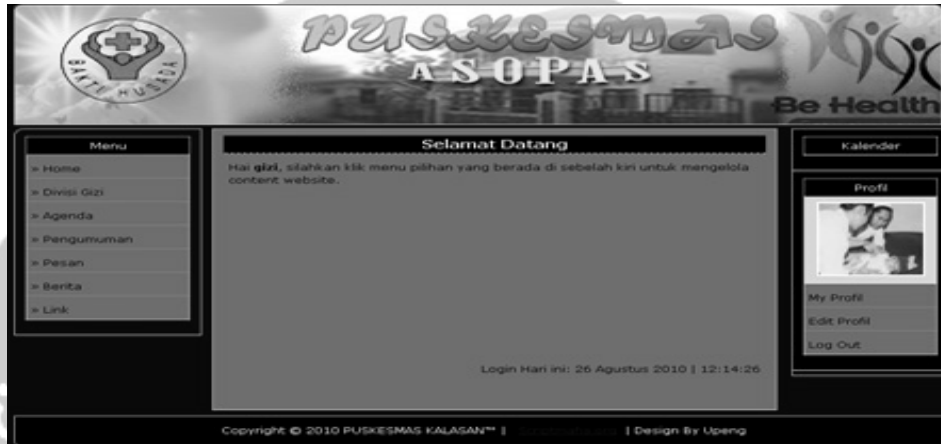 PUSKESMAS
ASOPAS
BAKTI HUSADA
Be Health
Menu
» Home
» Divisi Gizi
» Agenda
» Pengumuman
» Pesan
» Berita
» Link
Selamat Datang
Hai gizi, silahkan klik menu pilihan yang berada di sebelah kiri untuk mengelola
content website.
Login Hari ini: 26 Agustus 2010 | 12:14:26
Kalender
Profil
My Profil
Edit Profil
Log Out
Copyright © 2010 PUSKESMAS KALASAN™ | | Design By Upeng